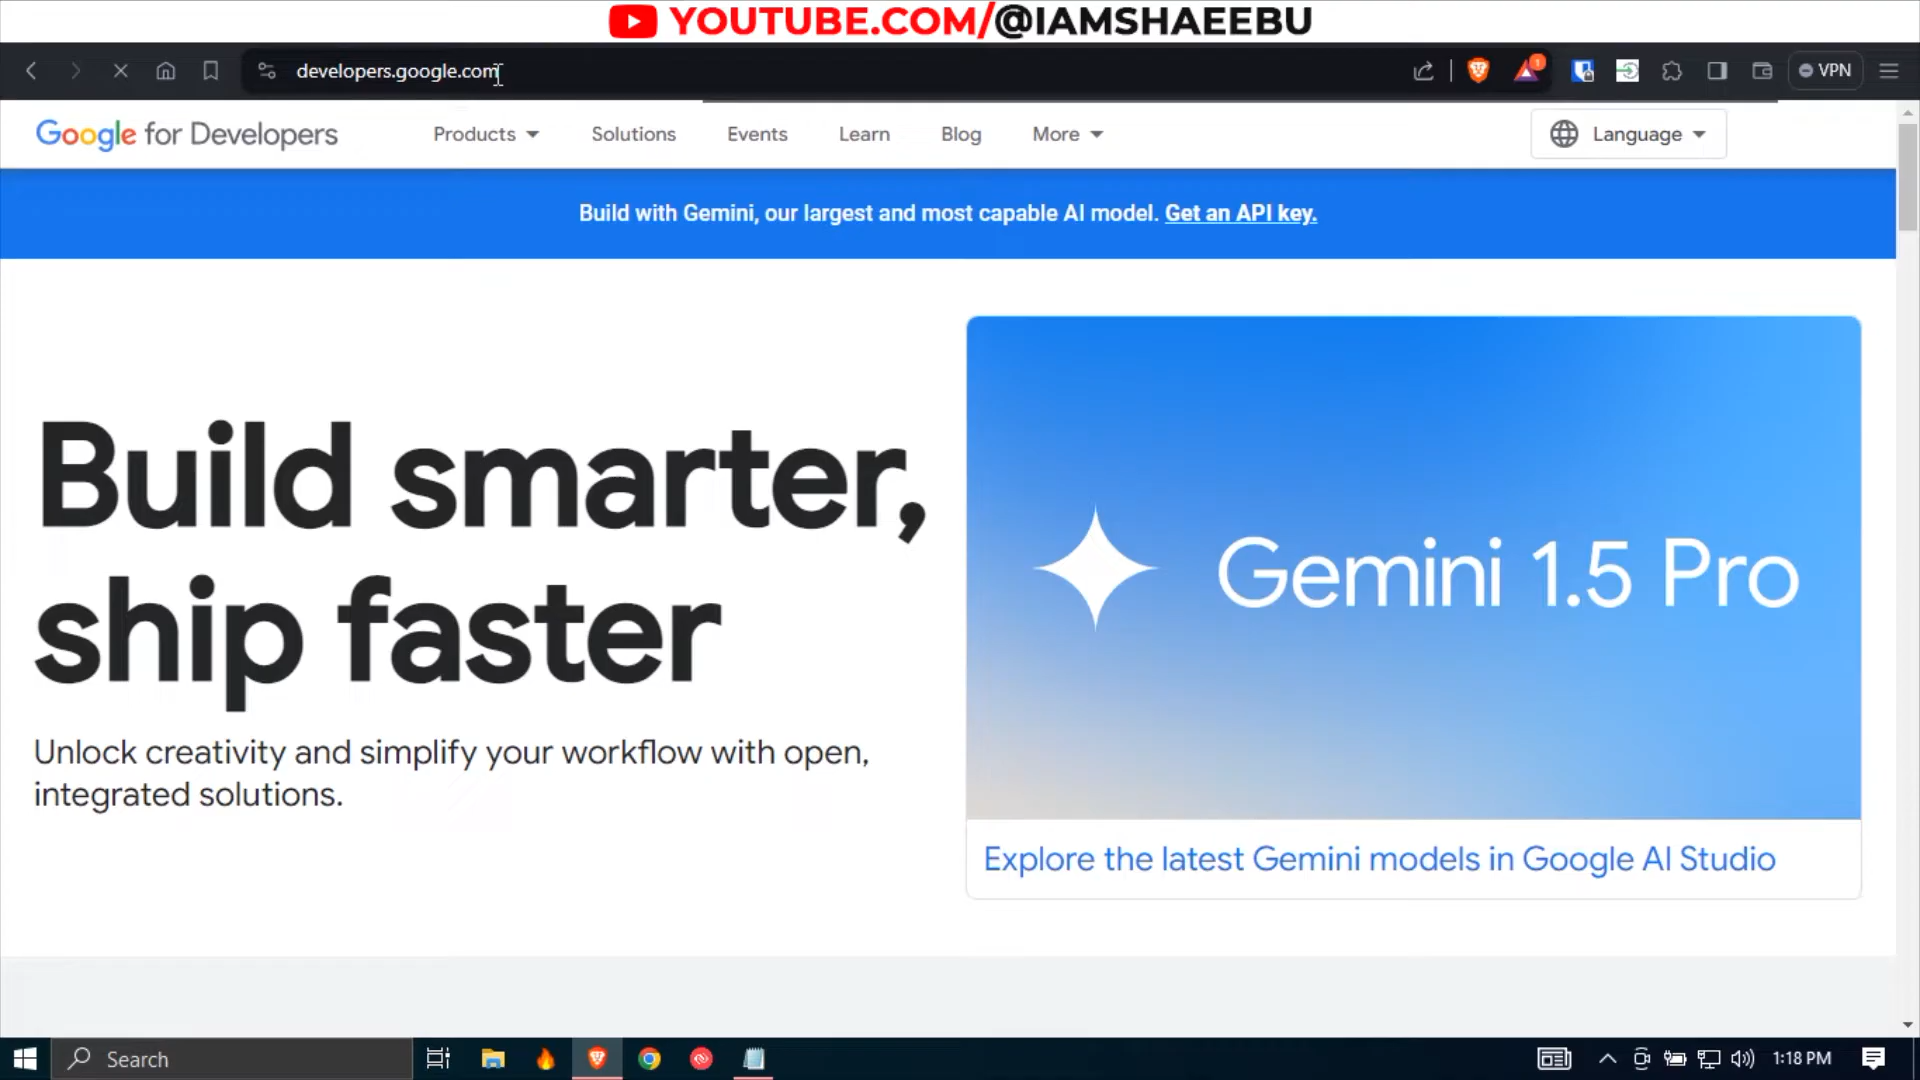 YOUTUBE.COM/@IAMSHAEEBU
developers.google.com
1
VPN
Google for Developers
Products
Solutions
Events
Learn
Blog
More
Language
Build with Gemini, our largest and most capable AI model. Get an API key.
Build smarter,
ship faster
Unlock creativity and simplify your workflow with open,
integrated solutions.
Gemini 1.5 Pro
Explore the latest Gemini models in Google AI Studio
Search
1:18 PM